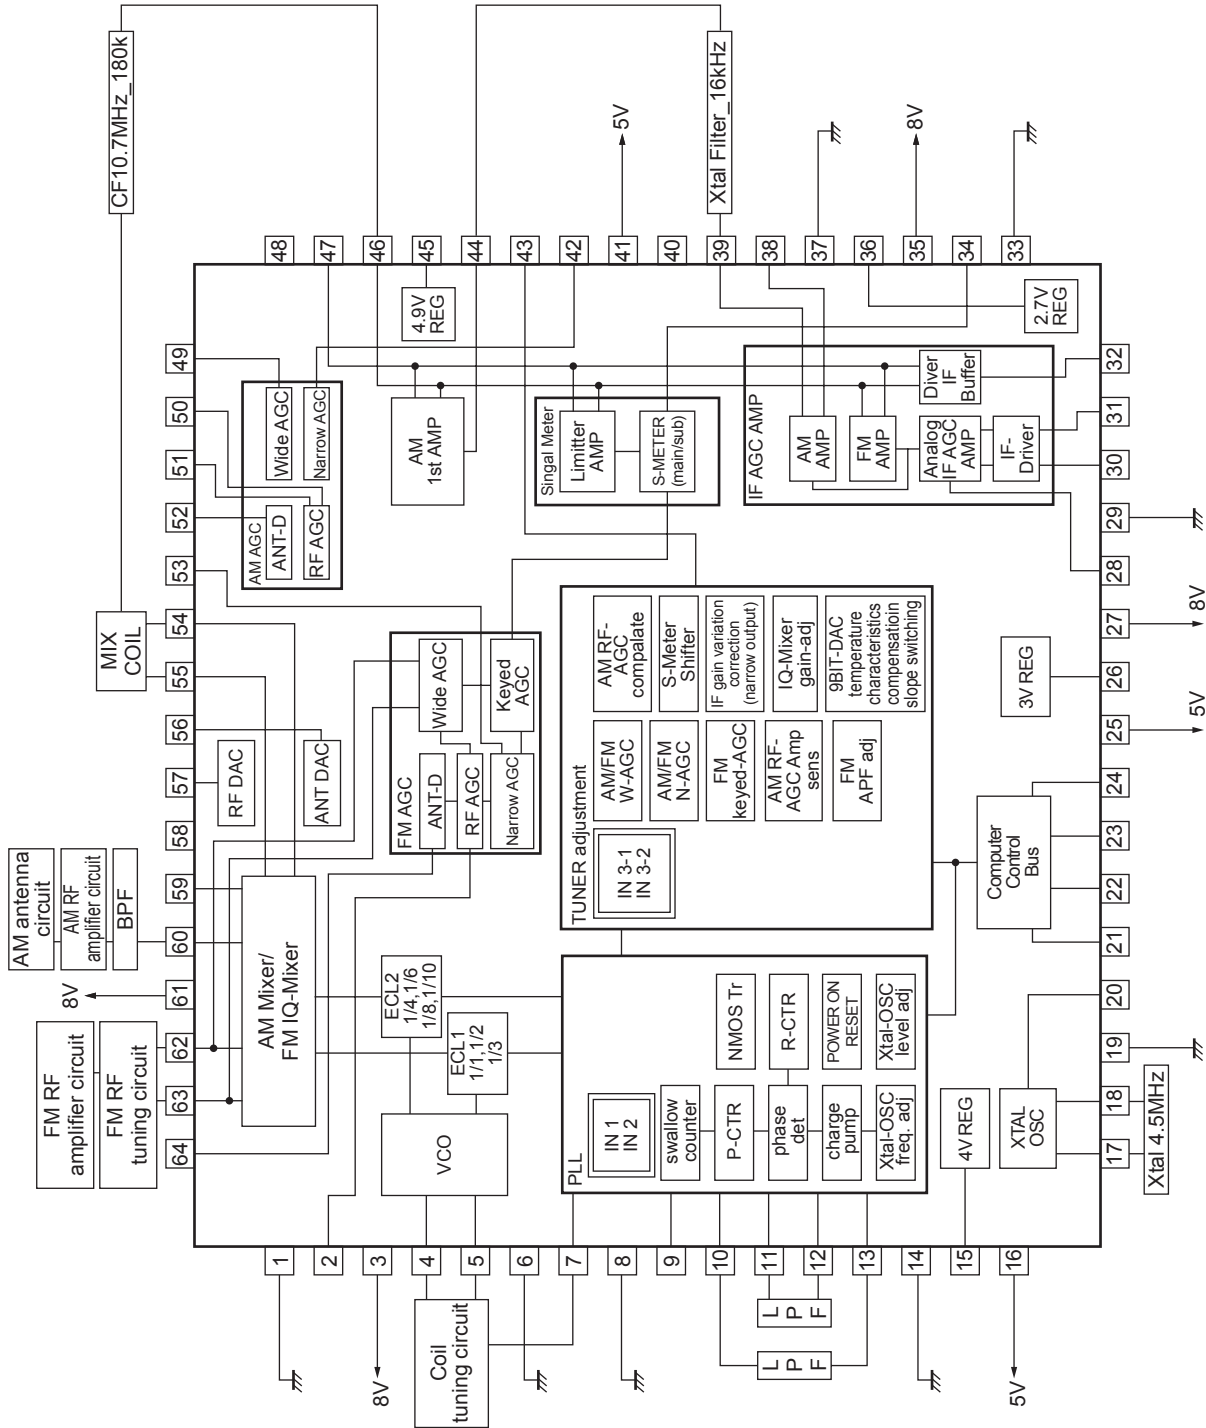 CF10.7MHz_180k
Xtal Filter_16kHz
5V
8V
48
47
46
45
44
43
42
41
40
39
38
37
36
35
34
33
49
50
51
52
53
54
55
56
57
58
59
60
61
62
63
64
32
31
30
29
28
27
26
25
24
23
22
21
20
19
18
17
1
2
3
4
5
6
7
8
9
10
11
12
13
14
15
16
4.9V
REG
2.7V
REG
AM AGC
Wide AGC
Narrow AGC
ANT-D
RF AGC
AM
1st AMP
Singal Meter
Limitter
AMP
S-METER
(main/sub)
IF AGC AMP
AM
AMP
FM
AMP
Diver
IF
Buffer
Analog
IF AGC
AMP
IF-
Driver
MIX
COIL
8V
5V
RF DAC
ANT DAC
FM AGC
Wide AGC
Keyed
AGC
ANT-D
RF AGC
Narrow AGC
TUNER adjustment
AM RF-
AGC
compalate
S-Meter
Shifter
IF gain variation
correction
(narrow output)
IQ-Mixer
gain-adj
9BIT-DAC
temperature
characteristics
compensatioin
slope switching
AM/FM
W-AGC
AM/FM
N-AGC
FM
keyed-AGC
AM RF-
AGC Amp
sens
FM
APF adj
IN 3-1
IN 3-2
3V REG
Computer
Control
Bus
AM antenna
circuit
AM RF
amplifier circuit
BPF
8V
FM RF
amplifier circuit
FM RF
tuning circuit
AM Mixer/
FM IQ-Mixer
ECL2
1/4,1/6
1/8,1/10
ECL1
1/1,1/2
1/3
VCO
PLL
IN 1
IN 2
NMOS Tr
R-CTR
POWER ON
RESET
Xtal-OSC
level adj
swallow
counter
P-CTR
phase
det
charge
pump
Xtal-OSC
freq. adj
4V REG
XTAL
OSC
Xtal 4.5MHz
8V
Coil
tuning circuit
L P F
L P F
5V